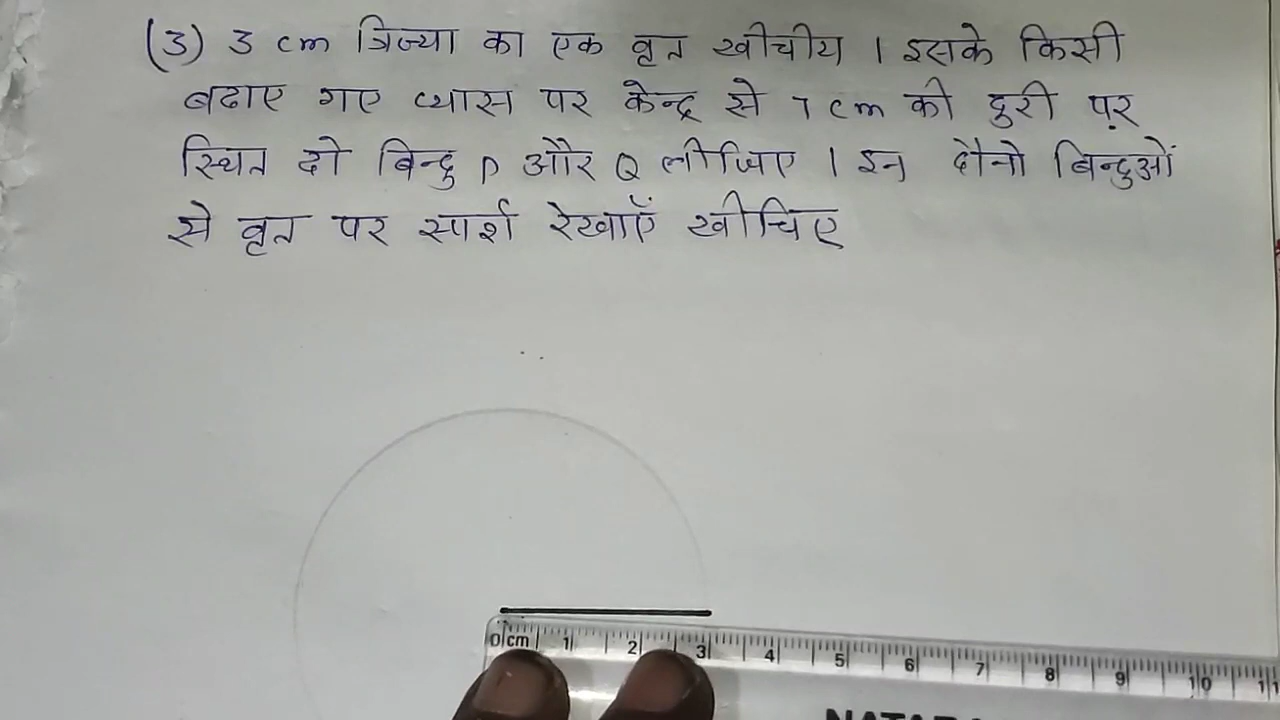 (3) 3 cm त्रिज्या का एक वृत खीचीय । इसके किसी
बढाए गए व्यास पर केन्द्र से 7 cm की दुरी पर
स्थित दो बिन्दु P और Q लीजिए । इन दोनो बिन्दुओं
से वृत पर स्पर्श रेखाएँ खीचिए
0 cm 1 2 3 4 5 6 7 8 9 10 11